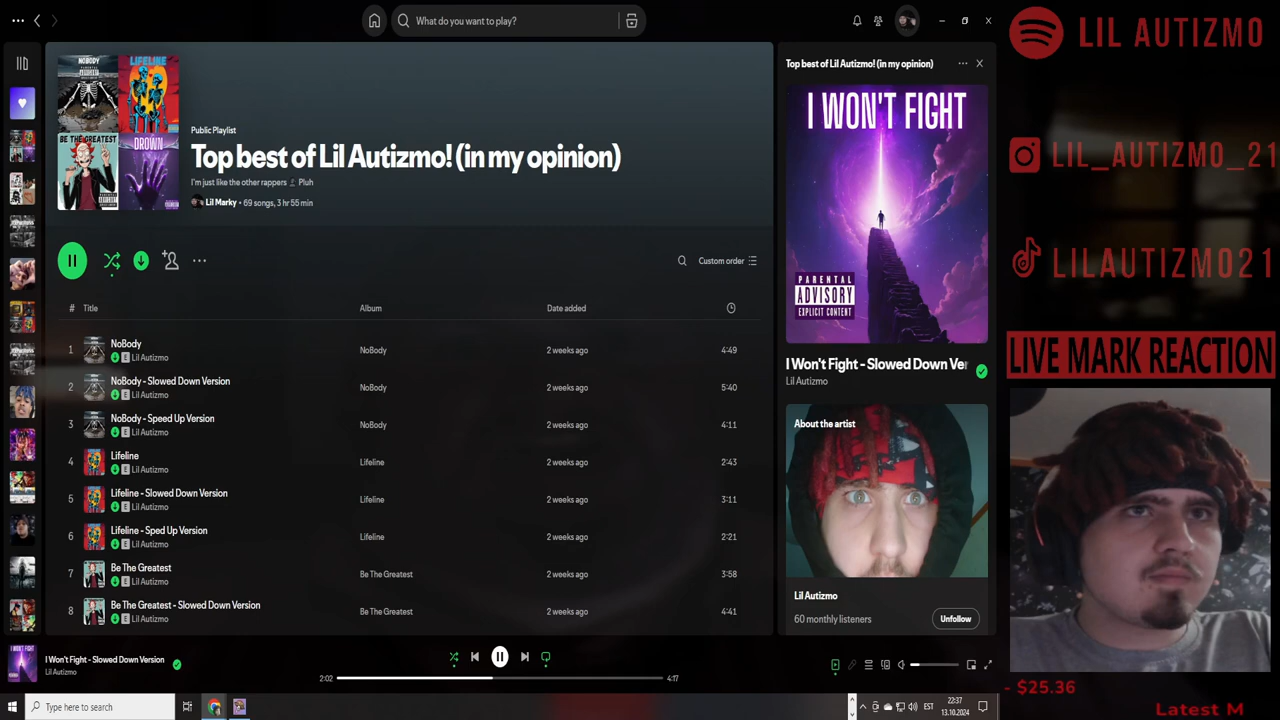 What do you want to play?
NOBODY
LIFELINE
BE THE GREATEST
DROWN
Public Playlist
Top best of Lil Autizmo! (in my opinion)
I'm just like the other rappers
Pluh
Lil Marky • 69 songs, 3 hr 55 min
Custom order
# Title Album Date added
1 NoBody NoBody 2 weeks ago 4:49
E Lil Autizmo
2 NoBody - Slowed Down Version NoBody 2 weeks ago 5:40
E Lil Autizmo
3 NoBody - Speed Up Version NoBody 2 weeks ago 4:11
E Lil Autizmo
4 Lifeline Lifeline 2 weeks ago 2:43
E Lil Autizmo
5 Lifeline - Slowed Down Version Lifeline 2 weeks ago 3:11
E Lil Autizmo
6 Lifeline - Sped Up Version Lifeline 2 weeks ago 2:21
E Lil Autizmo
7 Be The Greatest Be The Greatest 2 weeks ago 3:58
E Lil Autizmo
8 Be The Greatest - Slowed Down Version Be The Greatest 2 weeks ago 4:41
E Lil Autizmo
Top best of Lil Autizmo! (in my opinion)
I WON'T FIGHT
PARENTAL
ADVISORY
EXPLICIT CONTENT
I Won't Fight - Slowed Down Ve
Lil Autizmo
About the artist
Lil Autizmo
60 monthly listeners
Unfollow
I Won't Fight - Slowed Down Version
Lil Autizmo
2:02
4:17
Type here to search
EST
22:37
13.10.2024
LIL AUTIZMO
LIL_AUTIZMO_21
LILAUTIZMO21
LIVE MARK REACTION
- $25.36
Latest M